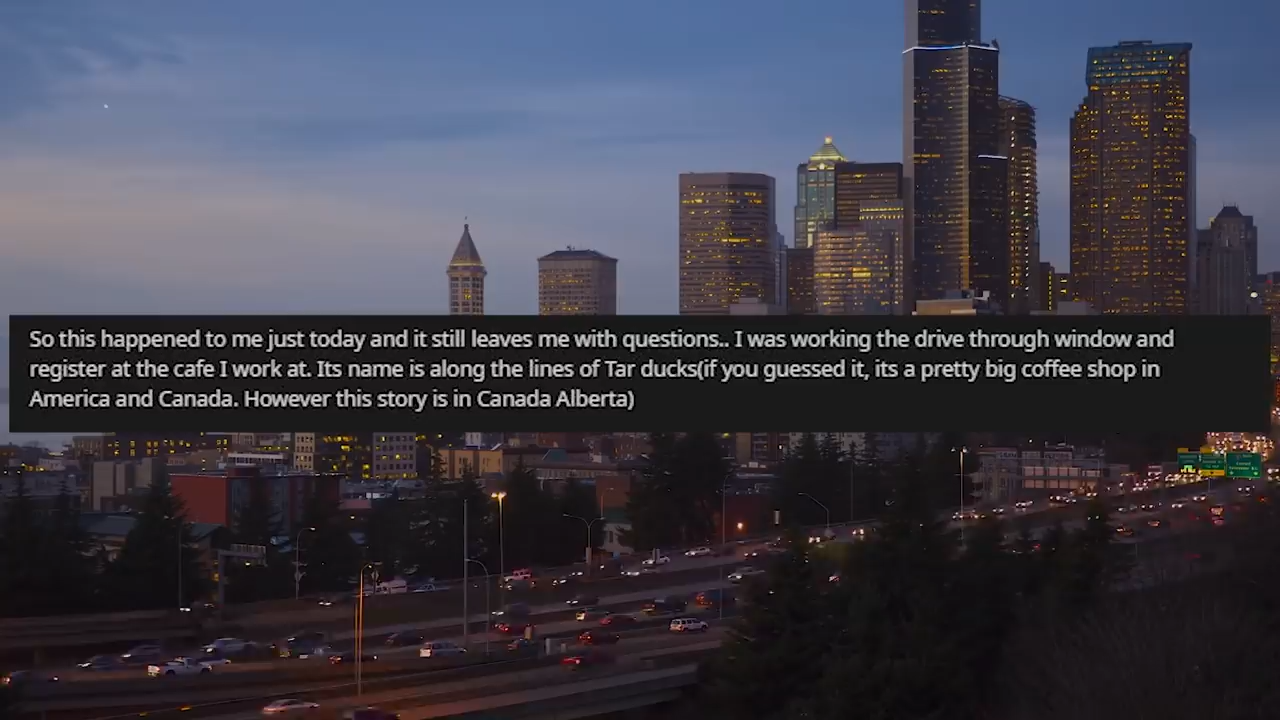 So this happened to me just today and it still leaves me with questions.. I was working the drive through window and
register at the cafe I work at. Its name is along the lines of Tar ducks(if you guessed it, its a pretty big coffee shop in
America and Canada. However this story is in Canada Alberta)